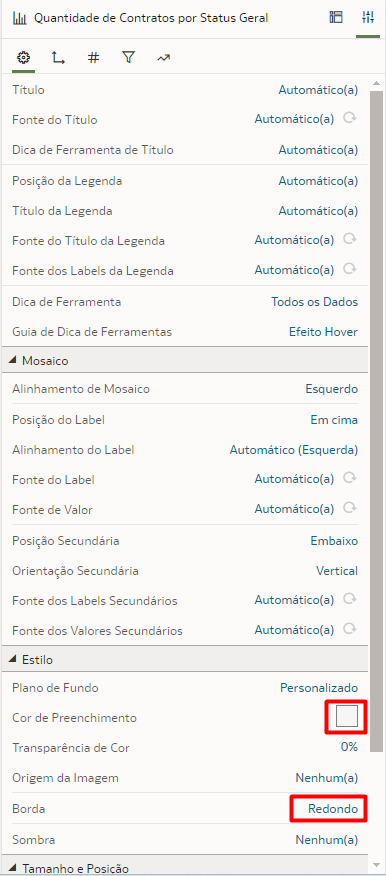 Quantidade de Contratos por Status Geral
Título Automático(a)
Fonte do Título Automático(a)
Dica de Ferramenta de Título Automático(a)
Posição da Legenda Automático(a)
Título da Legenda Automático(a)
Fonte do Título da Legenda Automático(a)
Fonte dos Labels da Legenda Automático(a)
Dica de Ferramenta Todos os Dados
Guia de Dica de Ferramentas Efeito Hover
Mosaico
Alinhamento de Mosaico Esquerdo
Posição do Label Em cima
Alinhamento do Label Automático (Esquerda)
Fonte do Label Automático(a)
Fonte de Valor Automático(a)
Posição Secundária Embaixo
Orientação Secundária Vertical
Fonte dos Labels Secundários Automático(a)
Fonte dos Valores Secundários Automático(a)
Estilo
Plano de Fundo Personalizado
Cor de Preenchimento
Transparência de Cor 0%
Origem da Imagem Nenhum(a)
Borda Redondo
Sombra Nenhum(a)
Tamanho e Posição